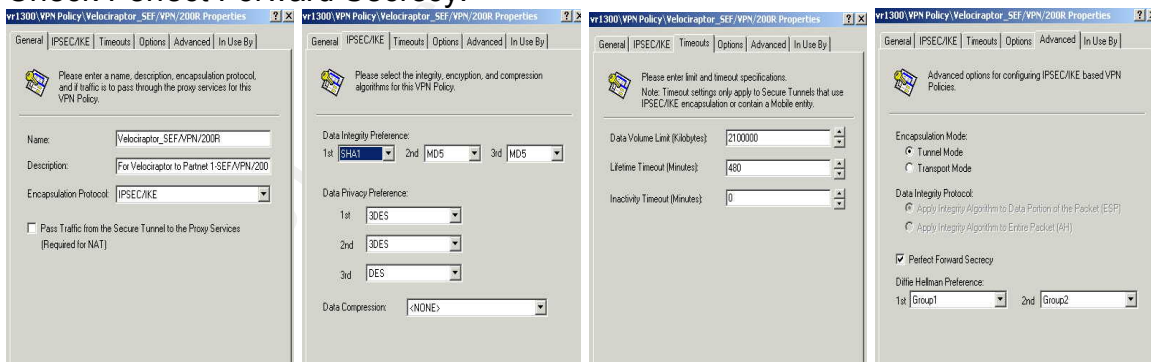 Check Perfect Forward Secrecy.
vr1300\VPN Policy\Velociraptor_SEF/VPN/200R Properties
General IPSEC/IKE Timeouts Options Advanced In Use By
Please enter a name, description, encapsulation protocol,
and if traffic is to pass through the proxy services for this
VPN Policy.
Name: Velociraptor_SEF/VPN/200R
Description: For Velociraptor to Partnet 1-SEF/VPN/200
Encapsulation Protocol: IPSEC/IKE
Pass Traffic from the Secure Tunnel to the Proxy Services
(Required for NAT)
vr1300\VPN Policy\Velociraptor_SEF/VPN/200R Properties
General IPSEC/IKE Timeouts Options Advanced In Use By
Please select the integrity, encryption, and compression
algorithms for this VPN Policy.
Data Integrity Preference:
1st SHA1 2nd MD5 3rd MD5
Data Privacy Preference:
1st 3DES
2nd 3DES
3rd DES
Data Compression: <NONE>
vr1300\VPN Policy\Velociraptor_SEF/VPN/200R Properties
General IPSEC/IKE Timeouts Options Advanced In Use By
Please enter limit and timeout specifications.
Note: Timeout settings only apply to Secure Tunnels that use
IPSEC/IKE encapsulation or contain a Mobile entity.
Data Volume Limit (Kilobytes): 2100000
Lifetime Timeout (Minutes): 480
Inactivity Timeout (Minutes): 0
vr1300\VPN Policy\Velociraptor_SEF/VPN/200R Properties
General IPSEC/IKE Timeouts Options Advanced In Use By
Advanced options for configuring IPSEC/IKE based VPN
Policies.
Encapsulation Mode:
Tunnel Mode
Transport Mode
Data Integrity Protocol:
Apply Integrity Algorithm to Data Portion of the Packet (ESP)
Apply Integrity Algorithm to Entire Packet (AH)
Perfect Forward Secrecy
Diffie Hellman Preference:
1st Group1 2nd Group2